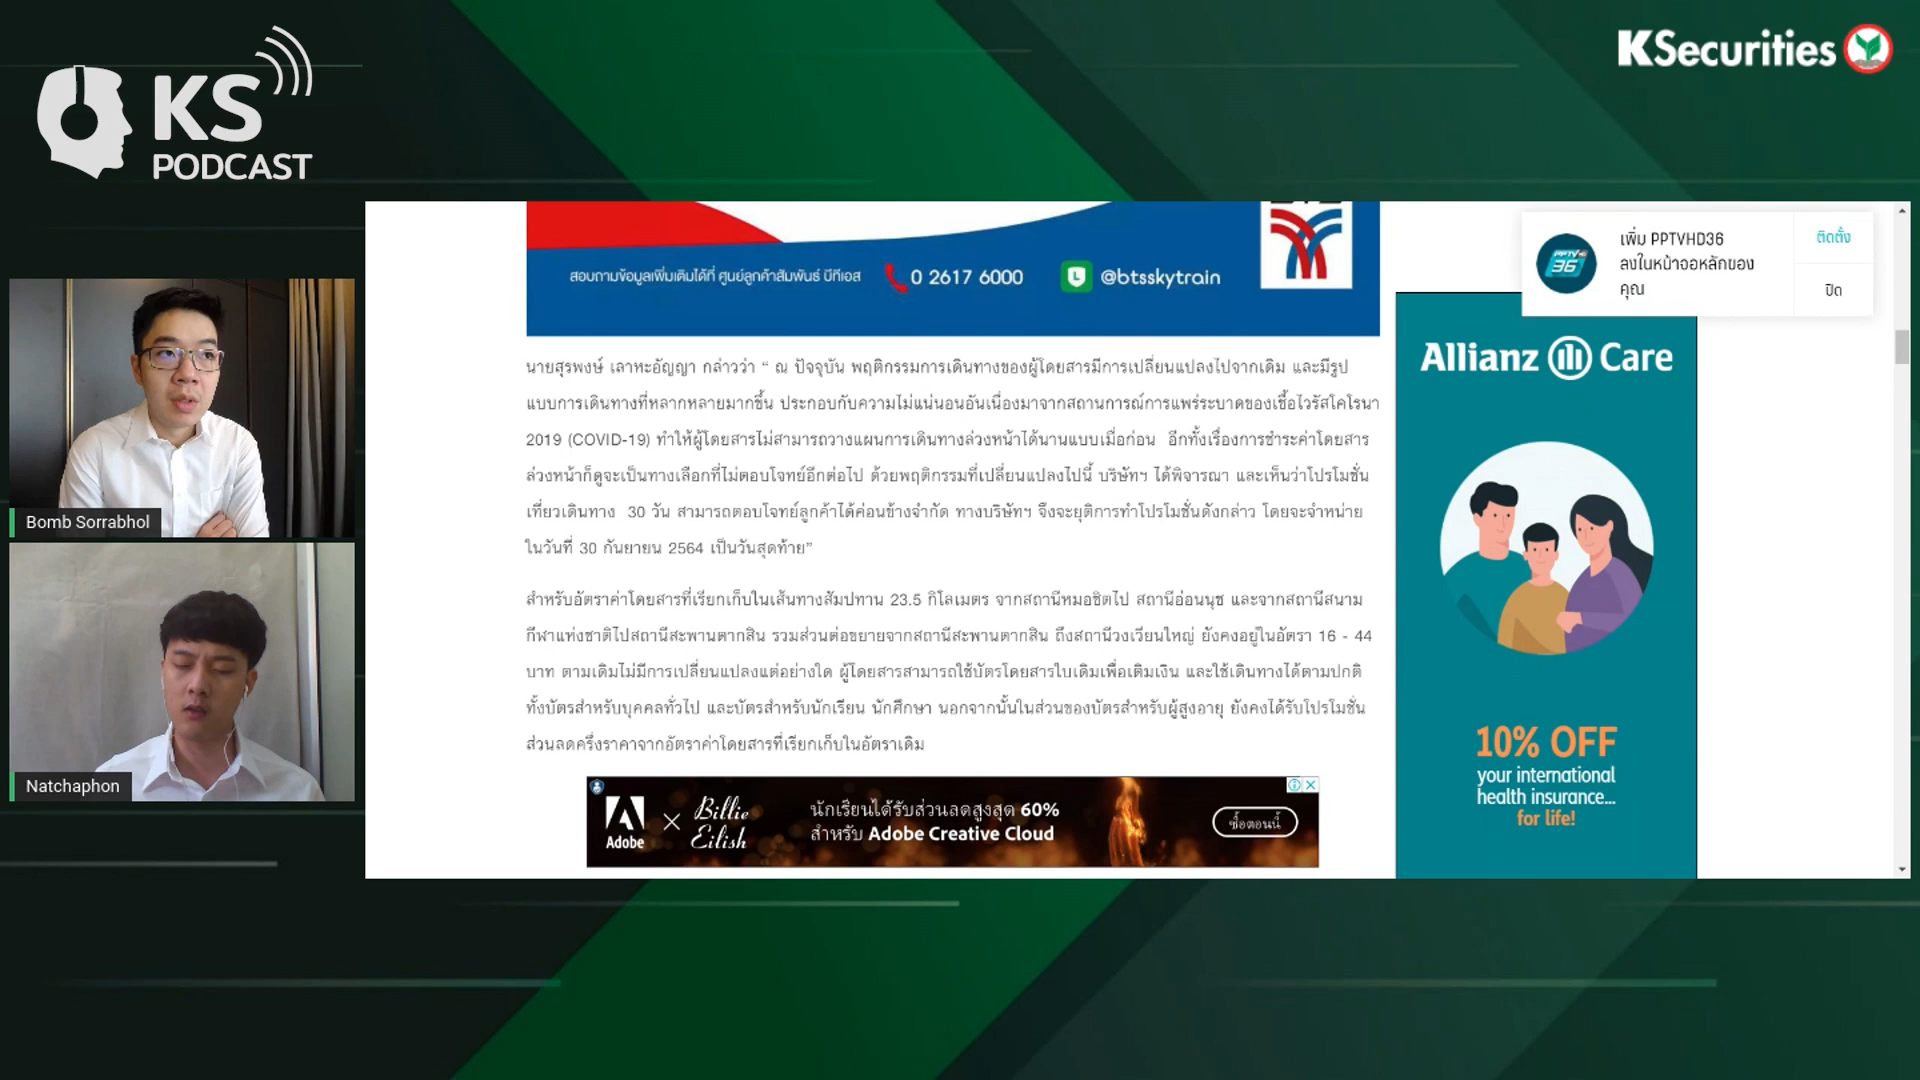 KS
PODCAST
KSecurities
สอบถามข้อมูลเพิ่มเติมได้ที่ ศูนย์ลูกค้าสัมพันธ์ บีทีเอส 0 2617 6000 @btsskytrain
เพิ่ม PPTVHD36
ลงในหน้าจอหลักของ
คุณ
ติดตั้ง
ปิด
PPTV HD
36
นายสุรพงษ์ เลาหะอัญญา กล่าวว่า “ ณ ปัจจุบัน พฤติกรรมการเดินทางของผู้โดยสารมีการเปลี่ยนแปลงไปจากเดิม และมีรูป
แบบการเดินทางที่หลากหลายมากขึ้น ประกอบกับความไม่แน่นอนอันเนื่องมาจากสถานการณ์การแพร่ระบาดของเชื้อไวรัสโคโรนา
2019 (COVID-19) ทำให้ผู้โดยสารไม่สามารถวางแผนการเดินทางล่วงหน้าได้นานแบบเมื่อก่อน อีกทั้งเรื่องการชำระค่าโดยสาร
ล่วงหน้าก็ดูจะเป็นทางเลือกที่ไม่ตอบโจทย์อีกต่อไป ด้วยพฤติกรรมที่เปลี่ยนแปลงไปนี้ บริษัทฯ ได้พิจารณา และเห็นว่าโปรโมชั่น
เที่ยวเดินทาง 30 วัน สามารถตอบโจทย์ลูกค้าได้ค่อนข้างจำกัด ทางบริษัทฯ จึงจะยุติการทำโปรโมชั่นดังกล่าว โดยจะจำหน่าย
ในวันที่ 30 กันยายน 2564 เป็นวันสุดท้าย”
สำหรับอัตราค่าโดยสารที่เรียกเก็บในเส้นทางสัมปทาน 23.5 กิโลเมตร จากสถานีหมอชิตไป สถานีอ่อนนุช และจากสถานีสนาม
กีฬาแห่งชาติไปสถานีสะพานตากสิน รวมส่วนต่อขยายจากสถานีสะพานตากสิน ถึงสถานีวงเวียนใหญ่ ยังคงอยู่ในอัตรา 16 - 44
บาท ตามเดิมไม่มีการเปลี่ยนแปลงแต่อย่างใด ผู้โดยสารสามารถใช้บัตรโดยสารใบเดิมเพื่อเติมเงิน และใช้เดินทางได้ตามปกติ
ทั้งบัตรสำหรับบุคคลทั่วไป และบัตรสำหรับนักเรียน นักศึกษา นอกจากนั้นในส่วนของบัตรสำหรับผู้สูงอายุ ยังคงได้รับโปรโมชั่น
ส่วนลดครึ่งราคาจากอัตราค่าโดยสารที่เรียกเก็บในอัตราเดิม
Allianz Care
10% OFF
your international
health insurance...
for life!
Adobe
Billie
Eilish
นักเรียนได้รับส่วนลดสูงสุด 60%
สำหรับ Adobe Creative Cloud
ซื้อตอนนี้
Bomb Sorrabhol
Natchaphon